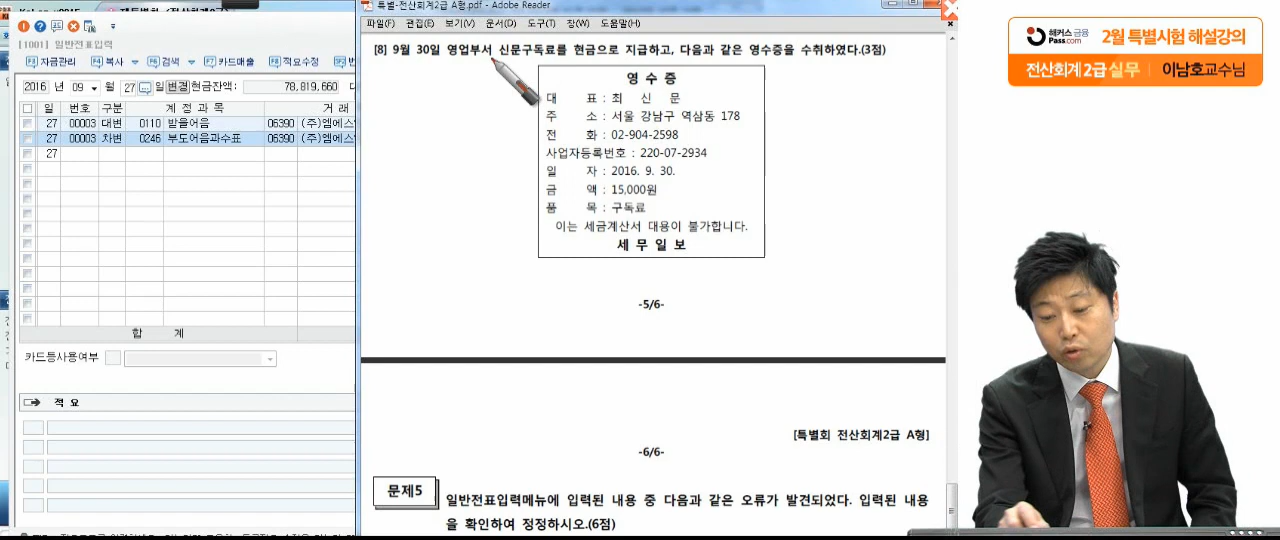 특별-전산회계2급 A형.pdf - Adobe Reader
파일(F) 편집(E) 보기(V) 문서(D) 도구(T) 창(W) 도움말(H)
[1001] 일반전표입력
F3 자금관리 F4 복사 F6 검색 F7 카드매출 F8 적요수정
2016 년 09 월 27 일 변경 현금잔액: 78,819,660
일 번호 구분 계 정 과 목 거 래
27 00003 대변 0110 받을어음 06390 (주)엠에스
27 00003 차변 0246 부도어음과수표 06390 (주)엠에스
27
합 계
카드등사용여부
적 요
[8] 9월 30일 영업부서 신문구독료를 현금으로 지급하고, 다음과 같은 영수증을 수취하였다.(3점)
영 수 증
대 표 : 최 신 문
주 소 : 서울 강남구 역삼동 178
전 화 : 02-904-2598
사업자등록번호 : 220-07-2934
일 자 : 2016. 9. 30.
금 액 : 15,000원
품 목 : 구독료
이는 세금계산서 대용이 불가합니다.
세 무 일 보
-5/6-
[특별회 전산회계2급 A형]
-6/6-
문제5 일반전표입력메뉴에 입력된 내용 중 다음과 같은 오류가 발견되었다. 입력된 내용
을 확인하여 정정하시오.(6점)
해커스 금융
Pass.com
2월 특별시험 해설강의
전산회계 2급 실무 이남호교수님